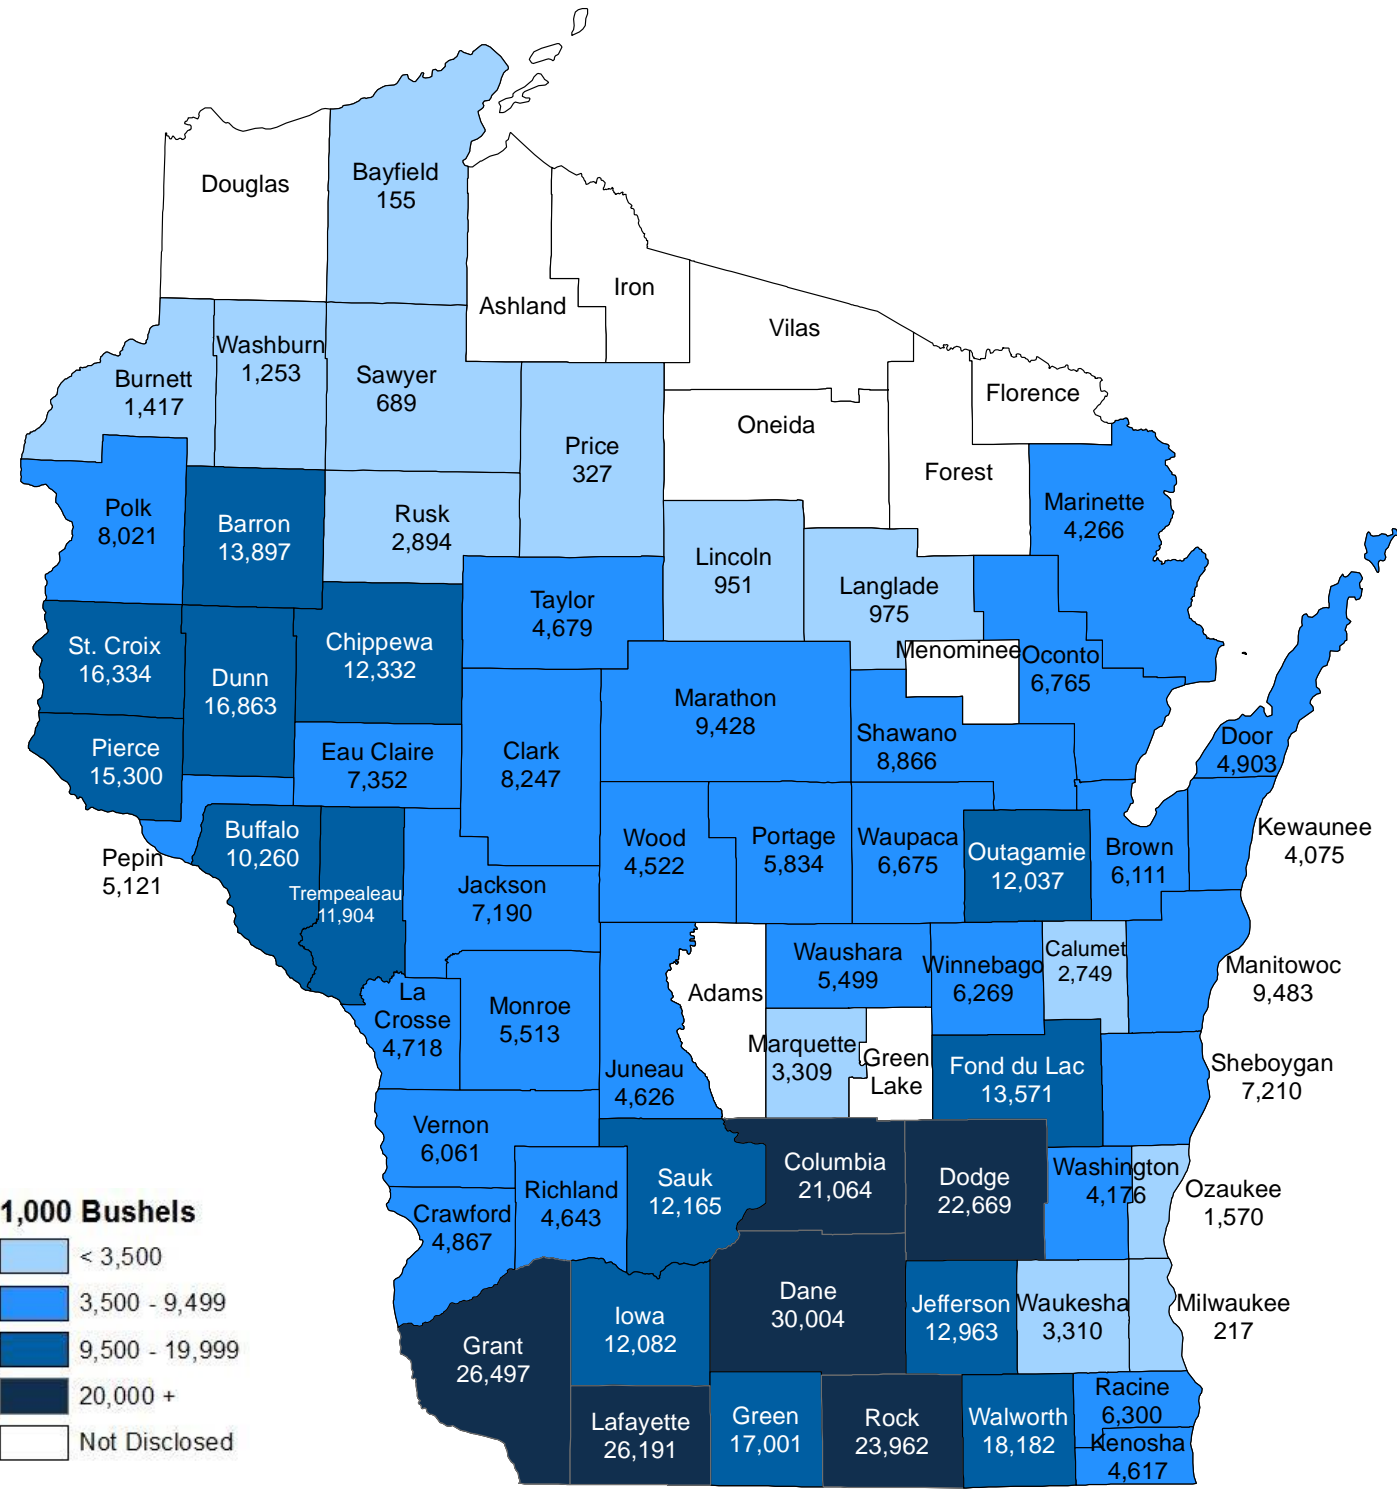 Douglas
Bayfield
155
Ashland
Iron
Vilas
Washburn
1,253
Burnett
1,417
Sawyer
689
Price
327
Oneida
Florence
Forest
Marinette
4,266
Polk
8,021
Barron
13,897
Rusk
2,894
Lincoln
951
Langlade
975
Taylor
4,679
St. Croix
16,334
Dunn
16,863
Chippewa
12,332
Menominee
Oconto
6,765
Marathon
9,428
Shawano
8,866
Pierce
15,300
Eau Claire
7,352
Clark
8,247
Door
4,903
Pepin
5,121
Buffalo
10,260
Trempealeau
11,904
Jackson
7,190
Wood
4,522
Portage
5,834
Waupaca
6,675
Outagamie
12,037
Brown
6,111
Kewaunee
4,075
La
Crosse
4,718
Monroe
5,513
Juneau
4,626
Adams
Waushara
5,499
Winnebago
6,269
Calumet
2,749
Manitowoc
9,483
Marquette
3,309
Green
Lake
Fond du Lac
13,571
Sheboygan
7,210
Vernon
6,061
Crawford
4,867
Richland
4,643
Sauk
12,165
Columbia
21,064
Dodge
22,669
Washington
4,176
Ozaukee
1,570
Grant
26,497
Iowa
12,082
Dane
30,004
Jefferson
12,963
Waukesha
3,310
Milwaukee
217
Lafayette
26,191
Green
17,001
Rock
23,962
Walworth
18,182
Racine
6,300
Kenosha
4,617
1,000 Bushels
< 3,500
3,500 - 9,499
9,500 - 19,999
20,000 +
Not Disclosed